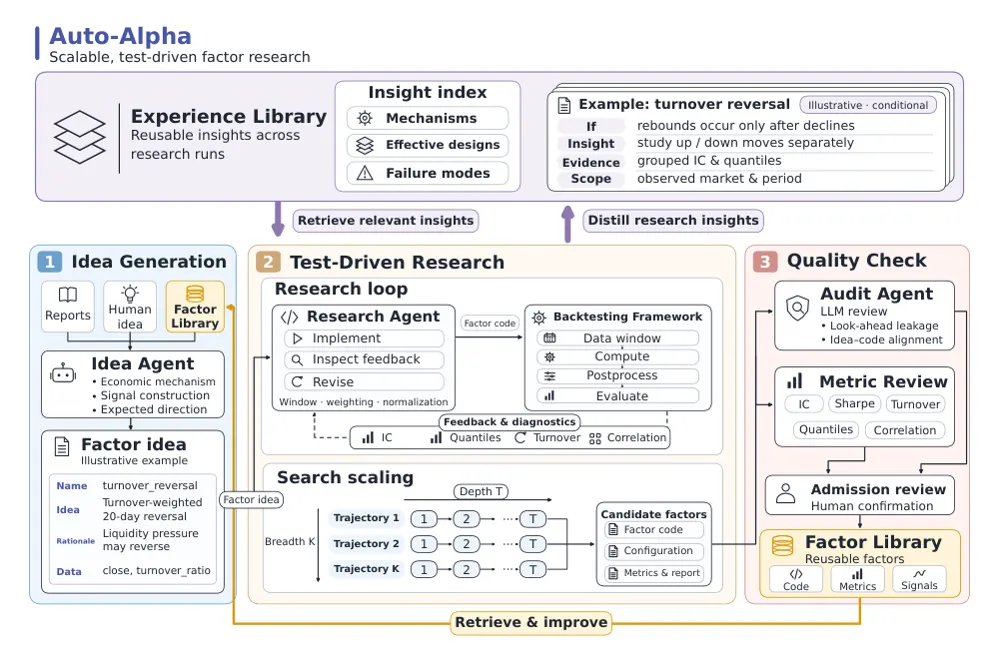 Auto-Alpha
Scalable, test-driven factor research
Experience Library
Reusable insights across
research runs
Insight index
Mechanisms
Effective designs
Failure modes
Example: turnover reversal
Illustrative · conditional
If rebounds occur only after declines
Insight study up / down moves separately
Evidence grouped IC & quantiles
Scope observed market & period
Retrieve relevant insights
Distill research insights
1 Idea Generation
Reports
Human
idea
Factor
Library
Idea Agent
• Economic mechanism
• Signal construction
• Expected direction
Factor idea
Illustrative example
Name turnover_reversal
Idea Turnover-weighted
20-day reversal
Rationale Liquidity pressure
may reverse
Data close, turnover_ratio
Factor idea
2 Test-Driven Research
Research loop
Research Agent
Implement
Inspect feedback
Revise
Window · weighting · normalization
Factor code
Backtesting Framework
Data window
Compute
Postprocess
Evaluate
Feedback & diagnostics
IC Quantiles Turnover Correlation
Search scaling
Depth T
Breadth K
Trajectory 1 1 2 ··· T
Trajectory 2 1 2 ··· T
Trajectory K 1 2 ··· T
Candidate factors
Factor code
Configuration
Metrics & report
3 Quality Check
Audit Agent
LLM review
• Look-ahead leakage
• Idea–code alignment
Metric Review
IC Sharpe Turnover
Quantiles Correlation
Admission review
Human confirmation
Factor Library
Reusable factors
Code Metrics Signals
Retrieve & improve